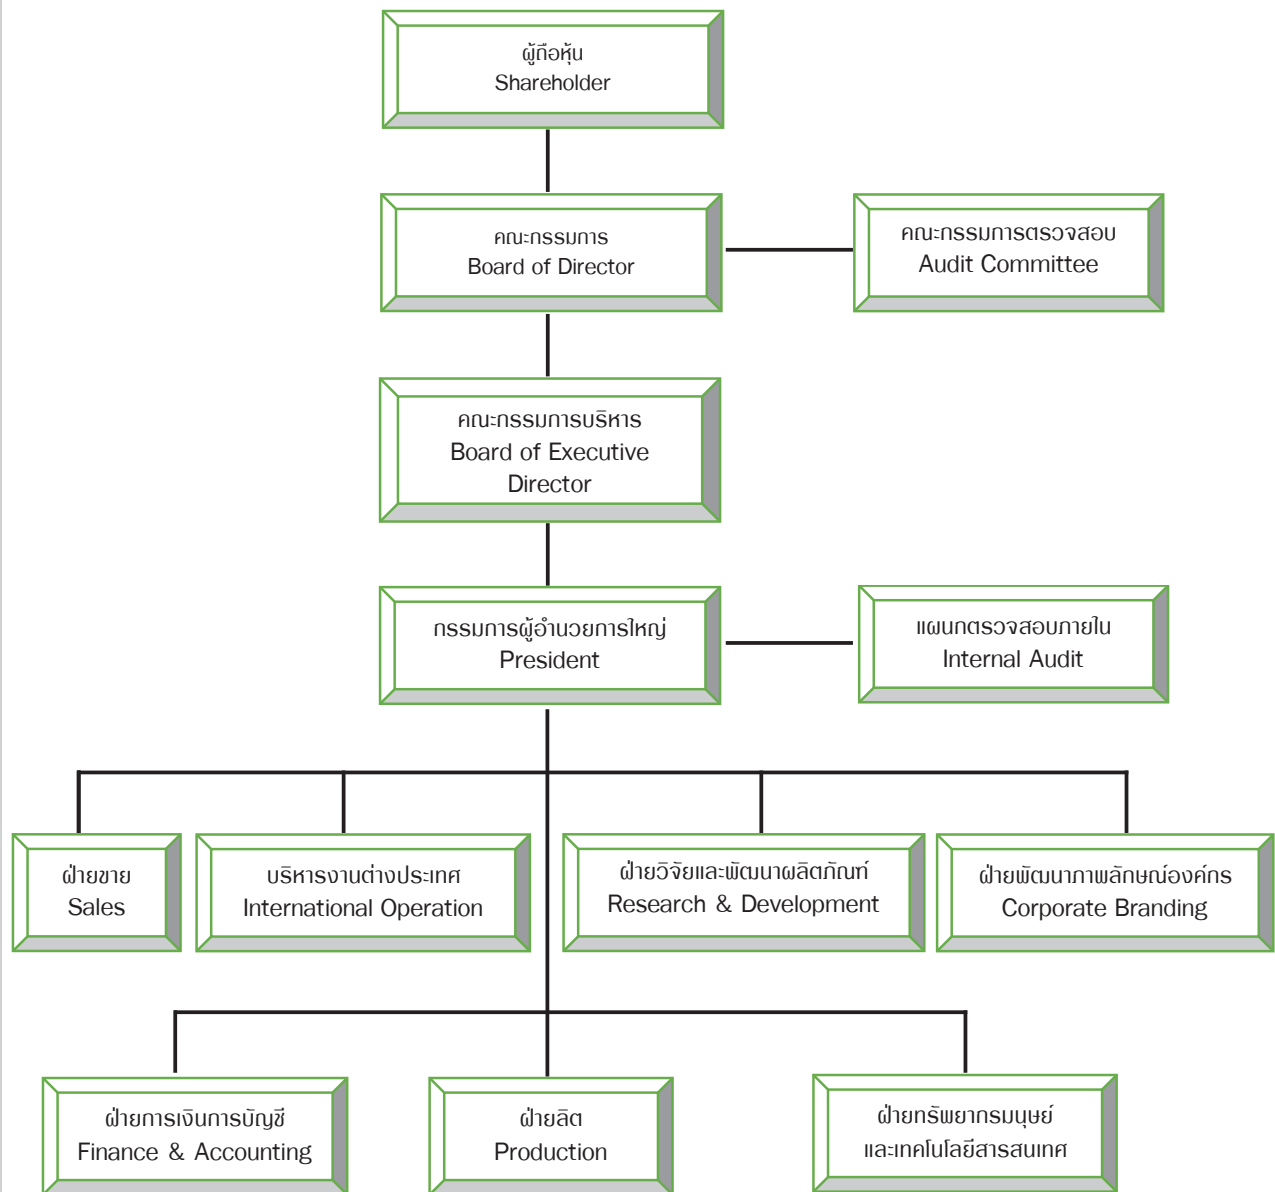 ผู้ถือหุ้น
Shareholder
คณะกรรมการ
Board of Director
คณะกรรมการตรวจสอบ
Audit Committee
คณะกรรมการบริหาร
Board of Executive
Director
กรรมการผู้อำนวยการใหญ่
President
แผนกตรวจสอบภายใน
Internal Audit
ฝ่ายขาย
Sales
บริหารงานต่างประเทศ
International Operation
ฝ่ายวิจัยและพัฒนาผลิตภัณฑ์
Research & Development
ฝ่ายพัฒนาภาพลักษณ์องค์กร
Corporate Branding
ฝ่ายการเงินการบัญชี
Finance & Accounting
ฝ่ายลิต
Production
ฝ่ายทรัพยากรมนุษย์
และเทคโนโลยีสารสนเทศ